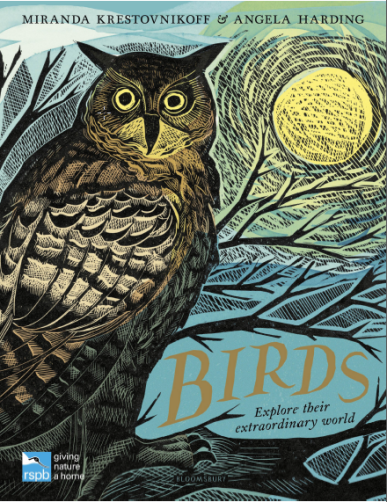 MIRANDA KRESTOVNIKOFF & ANGELA HARDING
BIRDS
Explore their
extraordinary world
rspb
giving
nature
a home
BLOOMSBURY